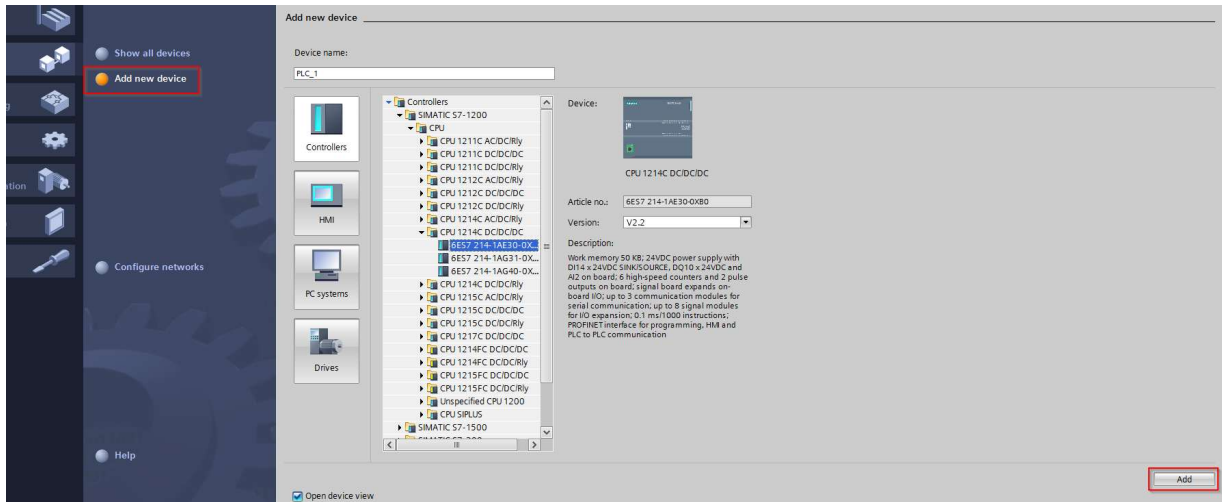 Add new device
Show all devices
Add new device
Configure networks
Help
Device name:
PLC_1
Controllers
HMI
PC systems
Drives
Controllers
SIMATIC S7-1200
CPU
CPU 1211C AC/DC/Rly
CPU 1211C DC/DC/DC
CPU 1211C DC/DC/Rly
CPU 1212C AC/DC/Rly
CPU 1212C DC/DC/DC
CPU 1212C DC/DC/Rly
CPU 1214C AC/DC/Rly
CPU 1214C DC/DC/DC
6ES7 214-1AE30-0X...
6ES7 214-1AG31-0X...
6ES7 214-1AG40-0X...
CPU 1214C DC/DC/Rly
CPU 1215C AC/DC/Rly
CPU 1215C DC/DC/DC
CPU 1215C DC/DC/Rly
CPU 1217C DC/DC/DC
CPU 1214FC DC/DC/DC
CPU 1214FC DC/DC/Rly
CPU 1215FC DC/DC/DC
CPU 1215FC DC/DC/Rly
Unspecified CPU 1200
CPU SIPLUS
SIMATIC S7-1500
Device:
CPU 1214C DC/DC/DC
Article no.:
6ES7 214-1AE30-0XB0
Version:
V2.2
Description:
Work memory 50 KB; 24VDC power supply with
DI14 x 24VDC SINK/SOURCE, DQ10 x 24VDC and
AI2 on board; 6 high-speed counters and 2 pulse
outputs on board; signal board expands on-
board I/O; up to 3 communication modules for
serial communication; up to 8 signal modules
for I/O expansion; 0.1 ms/1000 instructions;
PROFINET interface for programming, HMI and
PLC to PLC communication
Add
Open device view